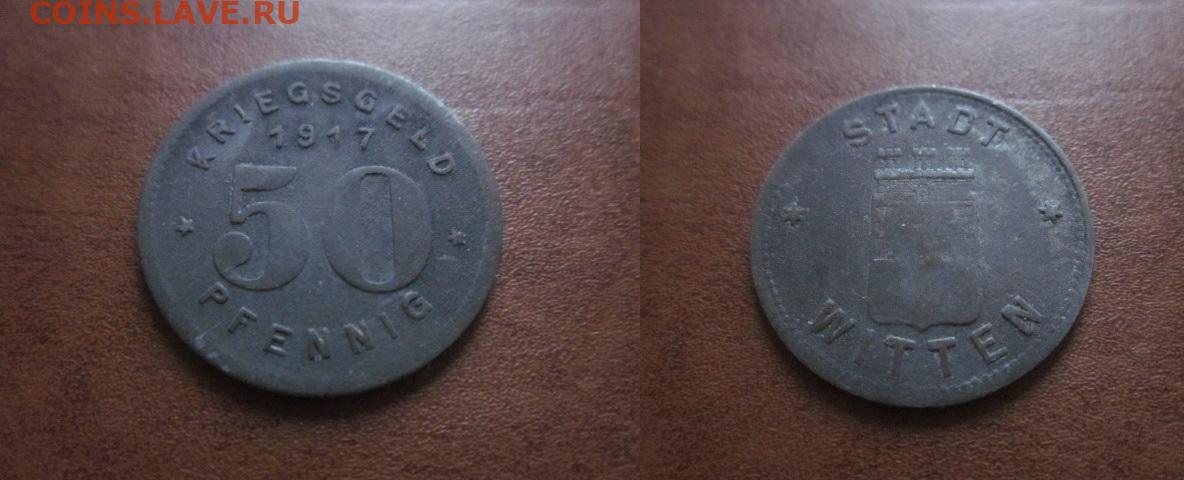 COINS.LAVE.RU
KRIEGSGELD
1917
50
PFENNIG
STADT
WITTEN